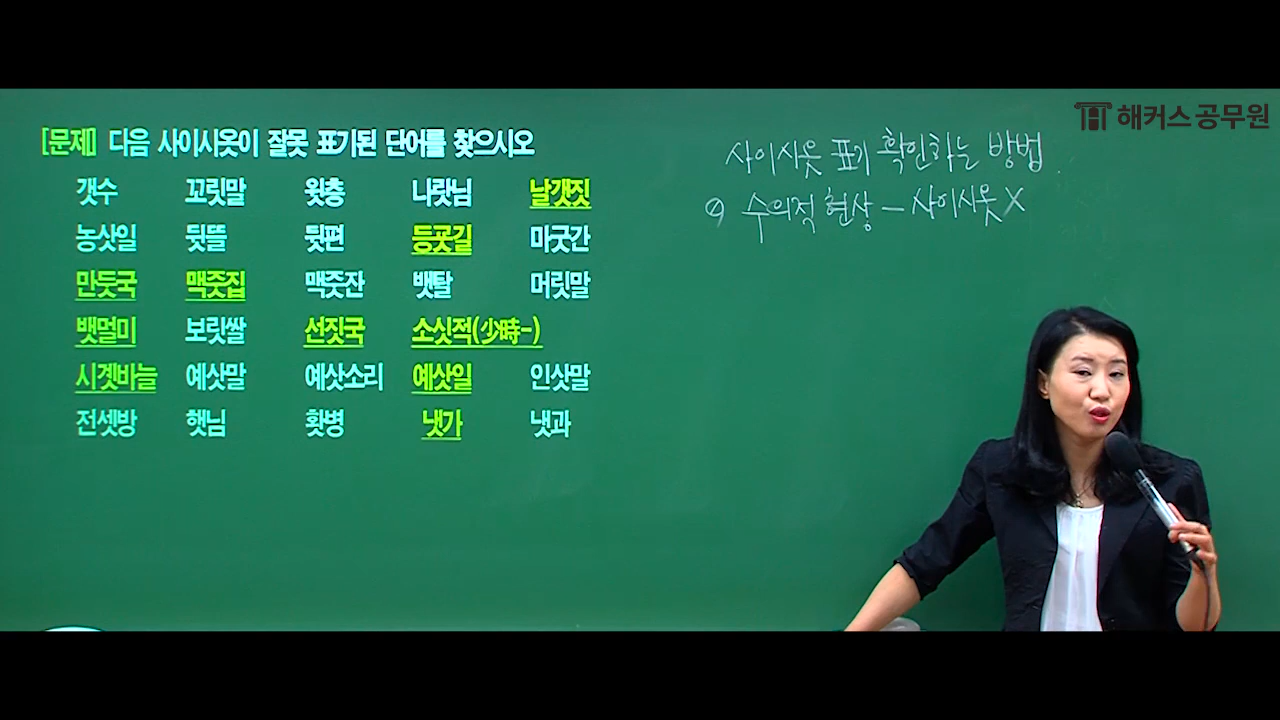 해커스공무원
[문제] 다음 사이시옷이 잘못 표기된 단어를 찾으시오
갯수 꼬릿말 윗층 나랏님 날갯짓
농삿일 뒷뜰 뒷편 등굣길 마굿간
만둣국 맥줏집 맥줏잔 뱃탈 머릿말
뱃멀미 보릿쌀 선짓국 소싯적(少時-)
시곗바늘 예삿말 예삿소리 예삿일 인삿말
전셋방 햇님 횟병 냇가 냇과
사이시옷 표기 확인하는 방법.
수의적 현상 - 사이시옷 X